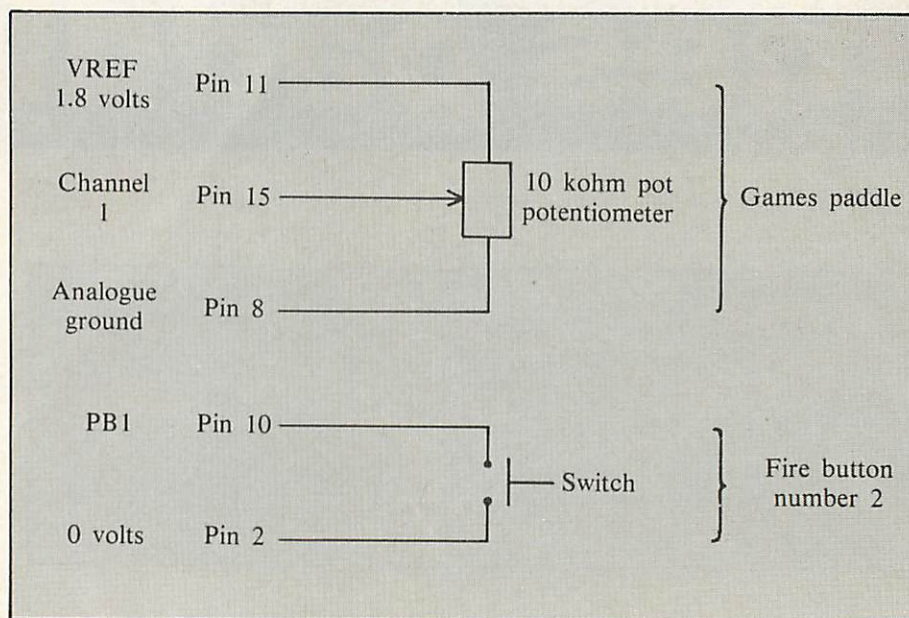 VREF
1.8 volts
Pin 11
Channel
1
Pin 15
10 kohm pot
potentiometer
Games paddle
Analogue
ground
Pin 8
PB1
Pin 10
Switch
Fire button
number 2
0 volts
Pin 2